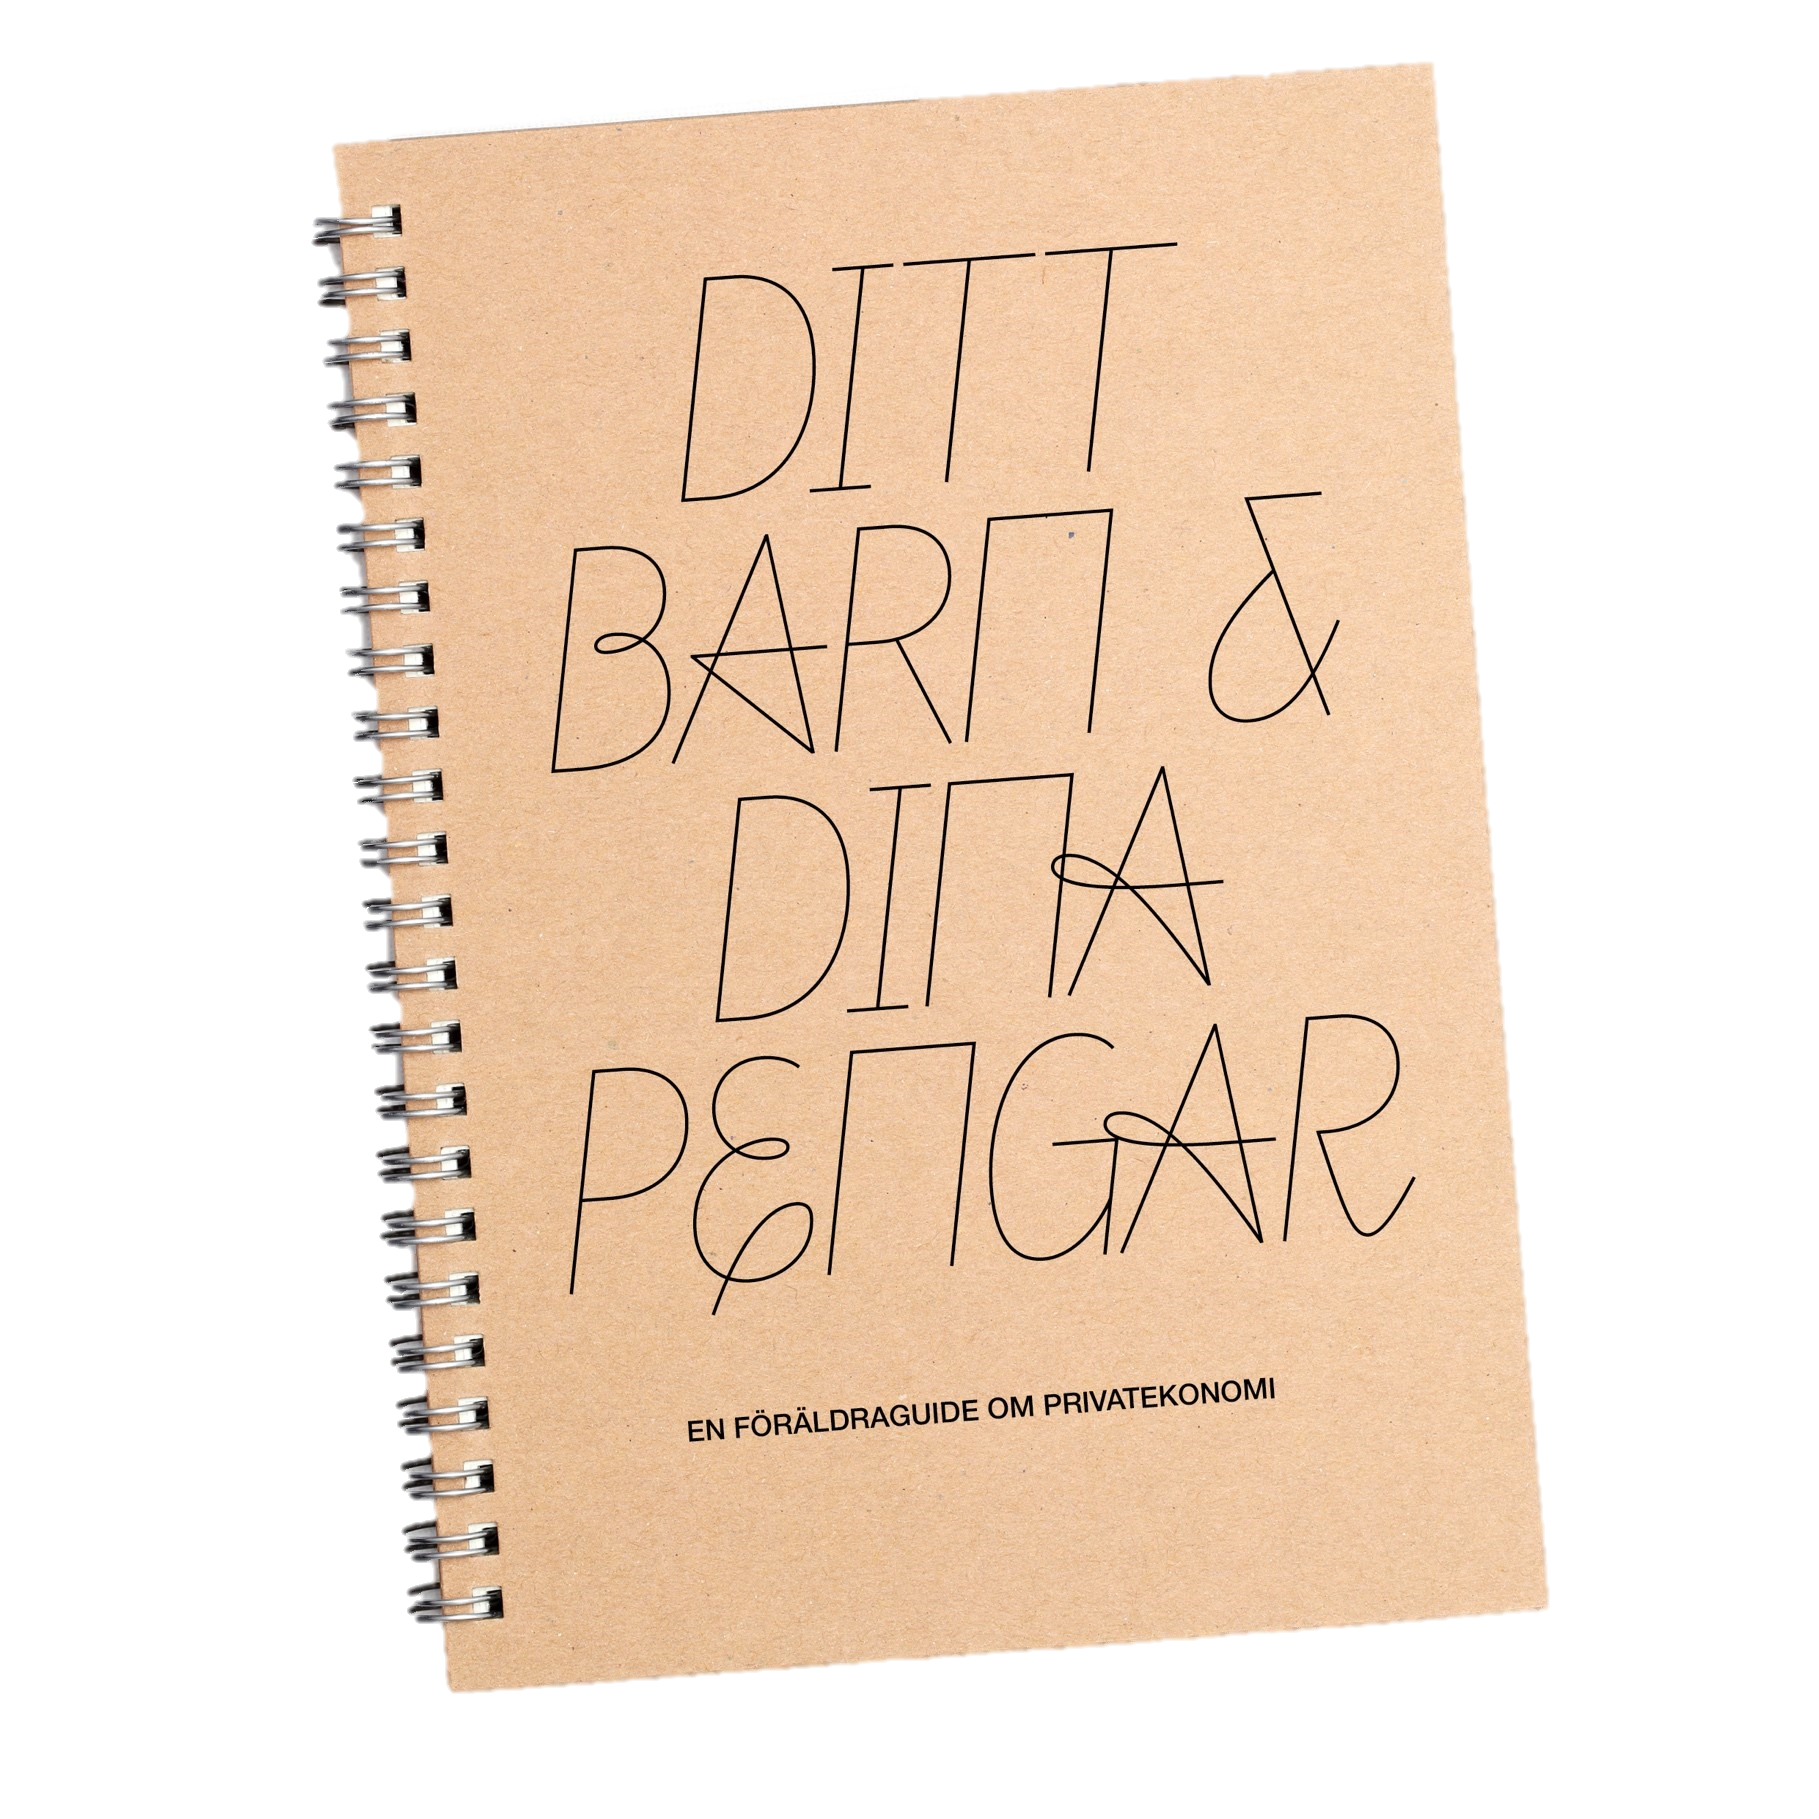 DITT
BARN &
DINA
PENGAR
EN FÖRÄLDRAGUIDE OM PRIVATEKONOMI